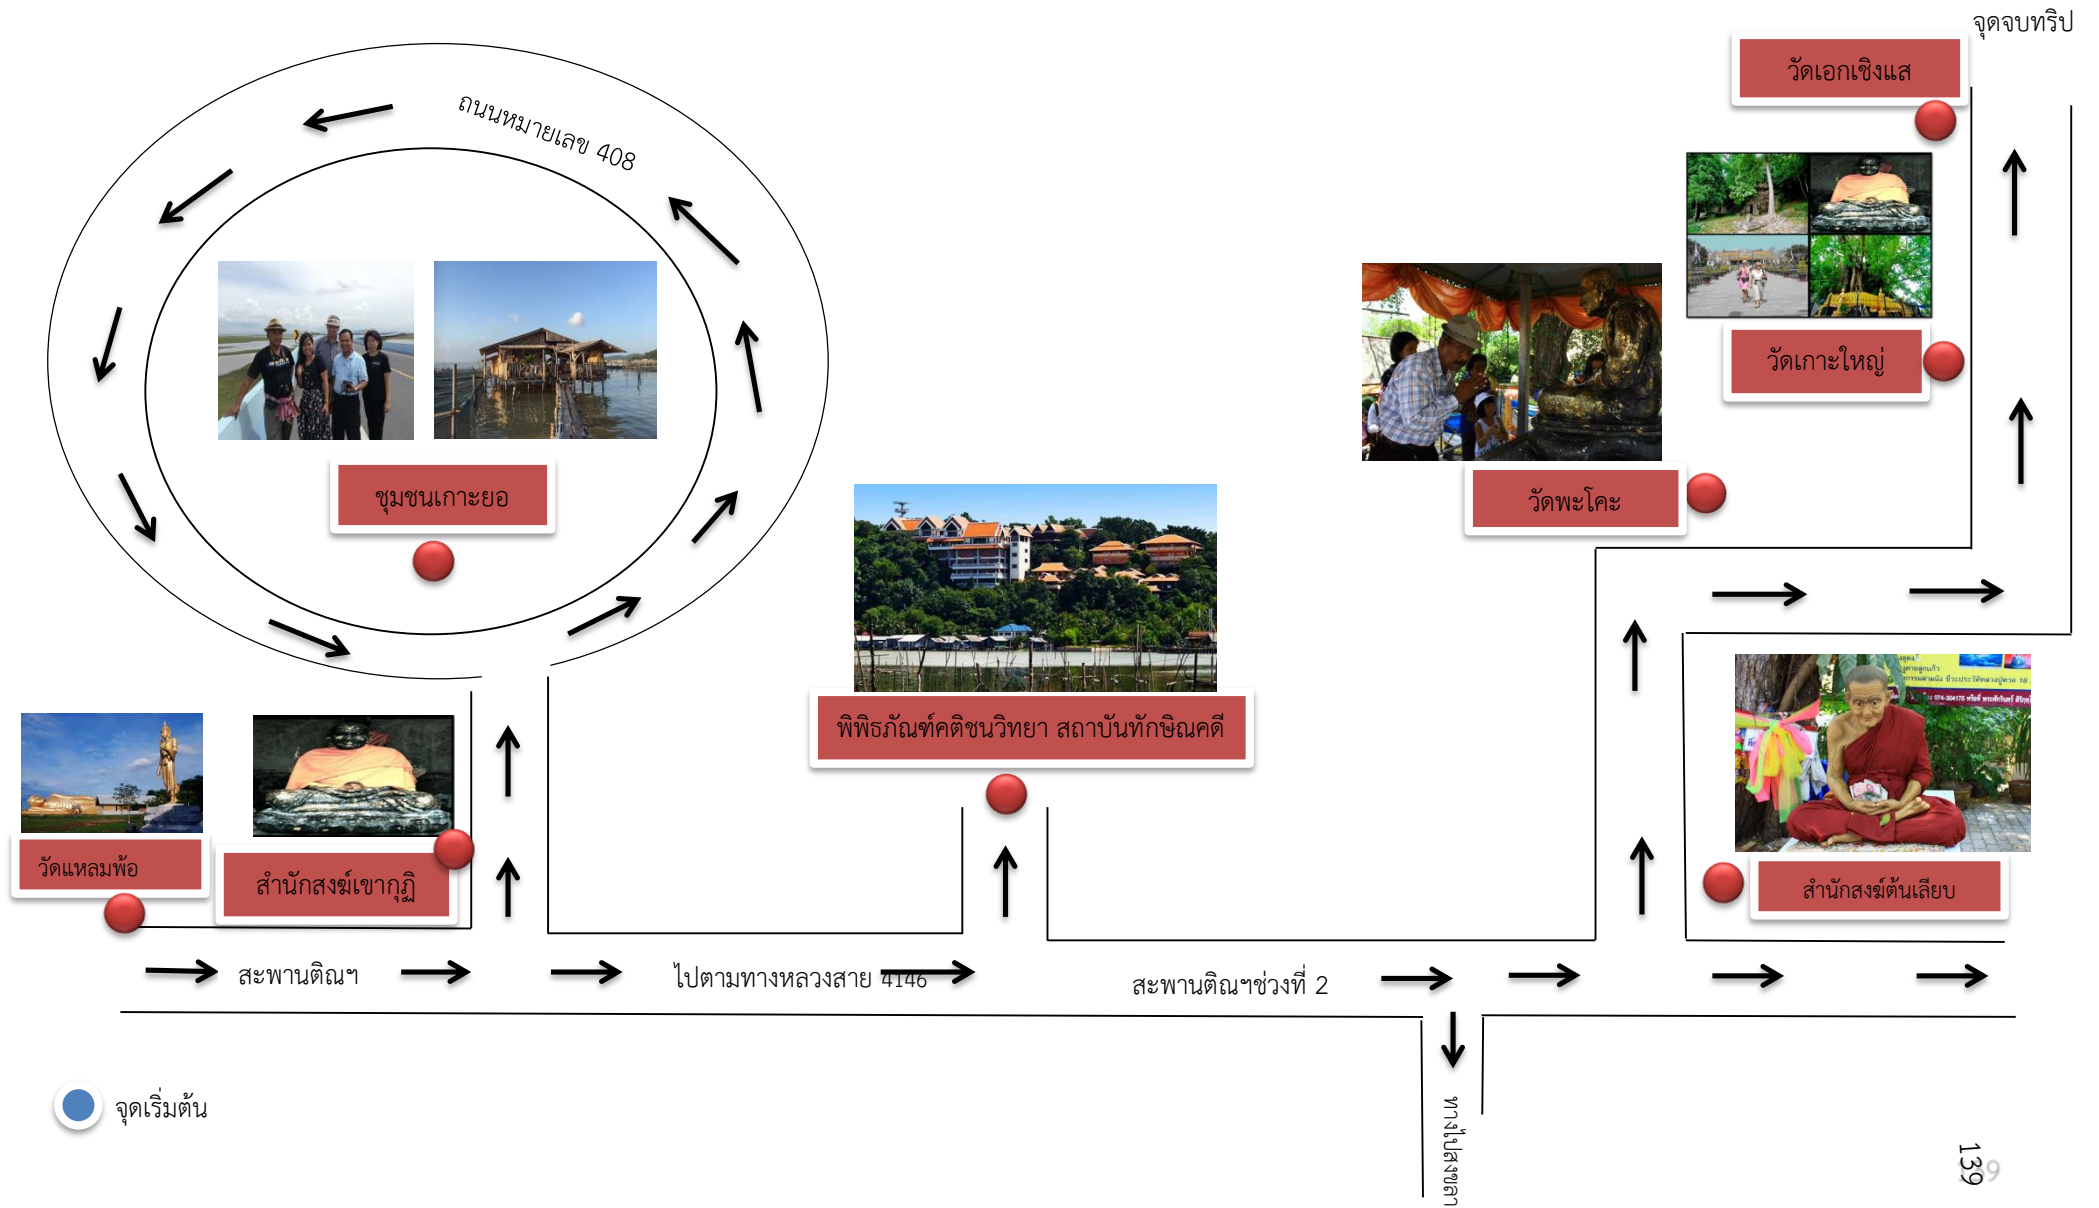 จุดจบทริป
วัดเอกเชิงแส
ถนนหมายเลข 408
วัดเกาะใหญ่
ชุมชนเกาะยอ
วัดพะโคะ
พิพิธภัณฑ์คติชนวิทยา สถาบันทักษิณคดี
วัดแหลมพ้อ
สำนักสงฆ์เขากุฏิ
สำนักสงฆ์ต้นเลียบ
สะพานติณฯ
ไปตามทางหลวงสาย 4146
สะพานติณฯช่วงที่ 2
จุดเริ่มต้น
ทางไปสงขลา
139